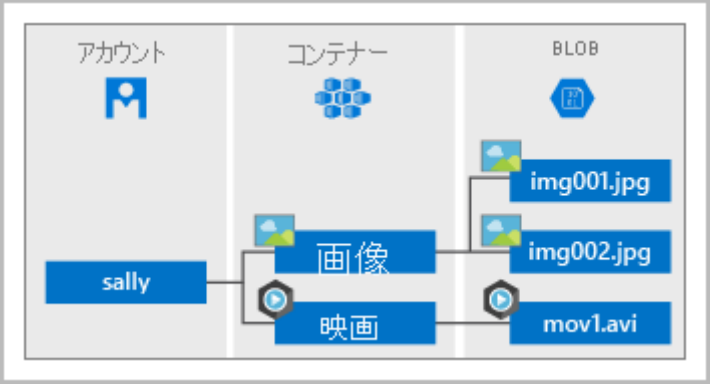 アカウント
コンテナー
BLOB
img001.jpg
画像
img002.jpg
sally
映画
mov1.avi